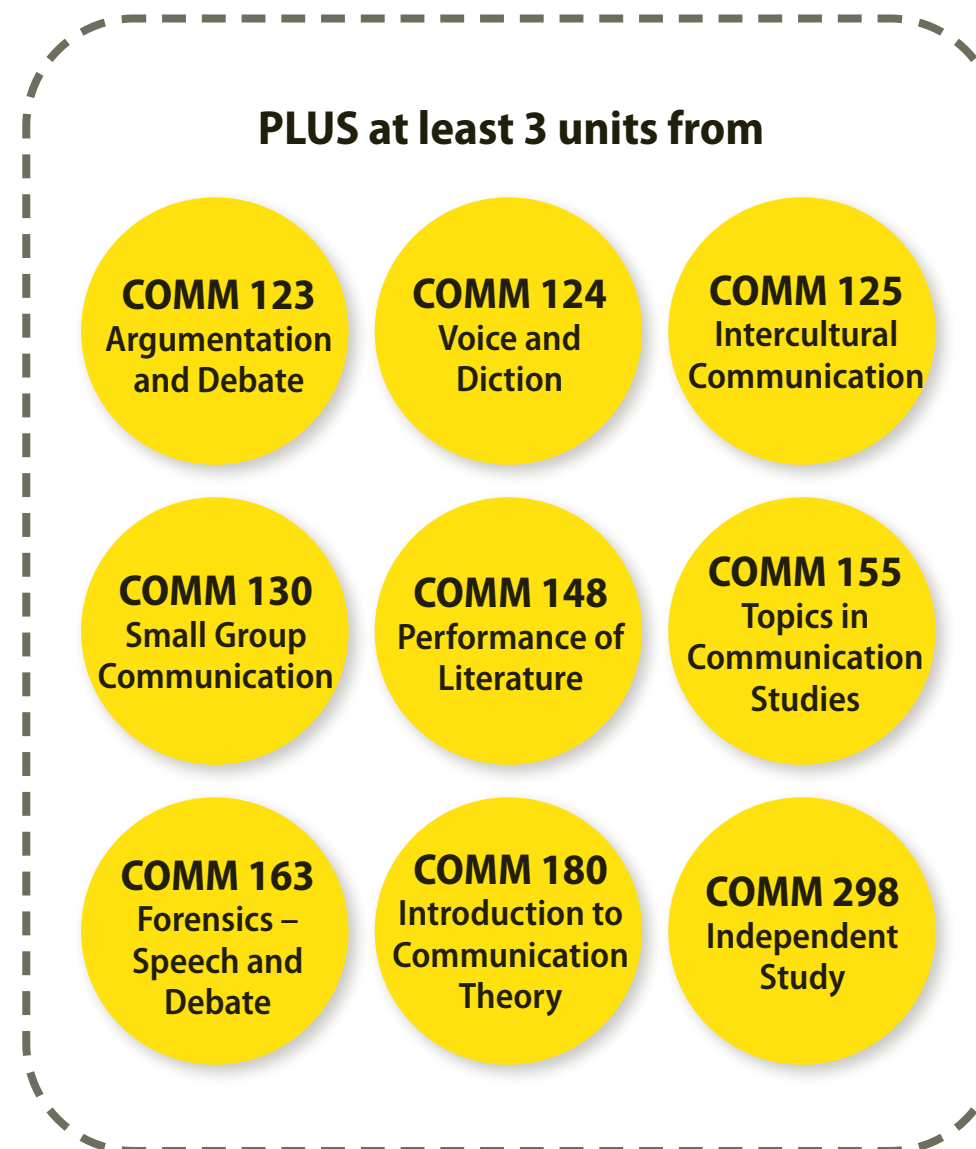 PLUS at least 3 units from
COMM 123
Argumentation
and Debate
COMM 124
Voice and
Diction
COMM 125
Intercultural
Communication
COMM 130
Small Group
Communication
COMM 148
Performance of
Literature
COMM 155
Topics in
Communication
Studies
COMM 163
Forensics –
Speech and
Debate
COMM 180
Introduction to
Communication
Theory
COMM 298
Independent
Study